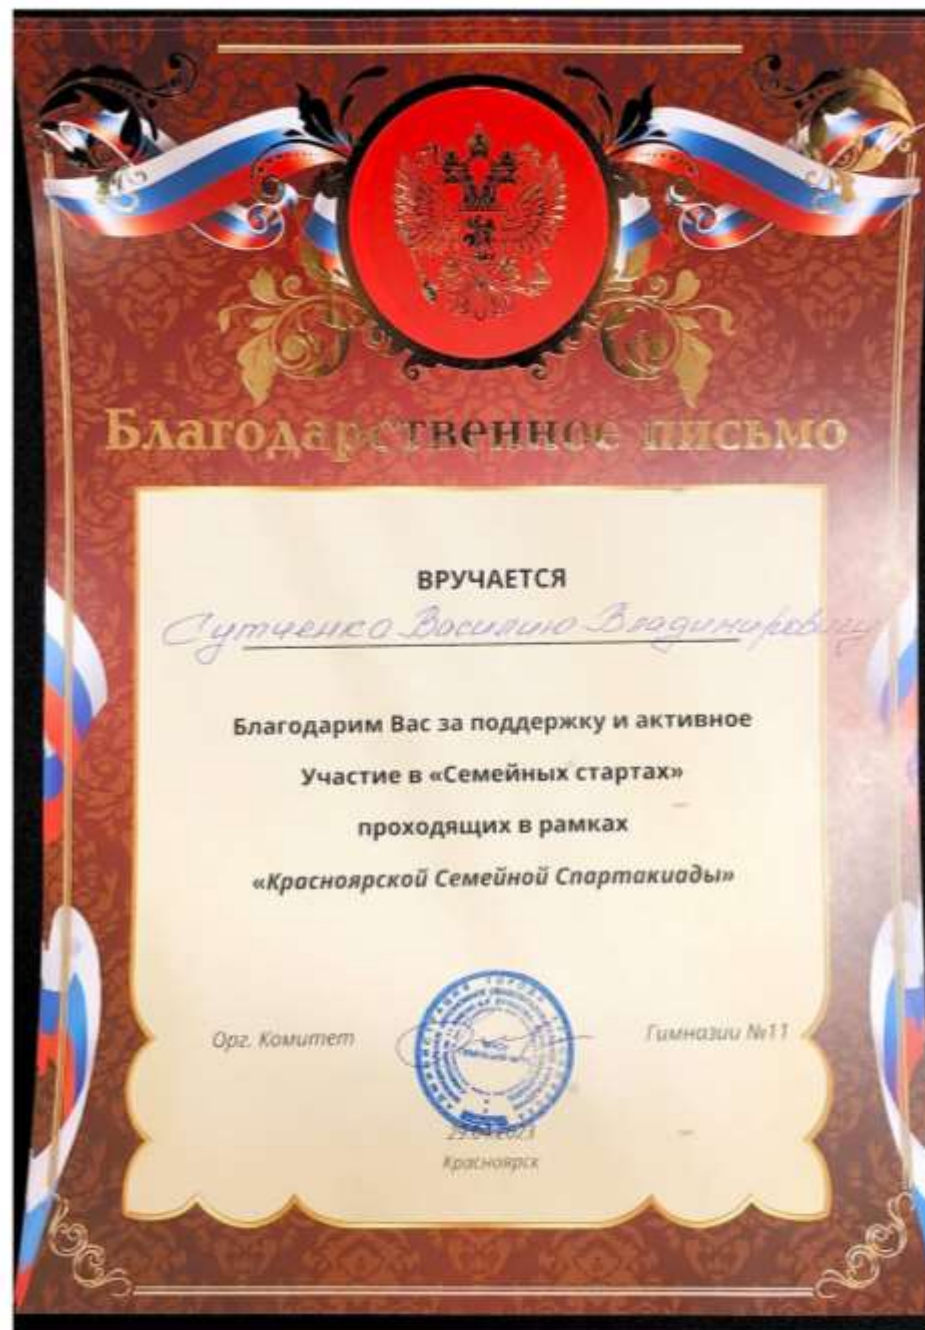 Благодарственное письмо
ВРУЧАЕТСЯ
Сутченко Василию Владимировичу
Благодарим Вас за поддержку и активное
Участие в «Семейных стартах»
проходящих в рамках
«Красноярской Семейной Спартакиады»
Орг. Комитет
Гимназии №11
Красноярск